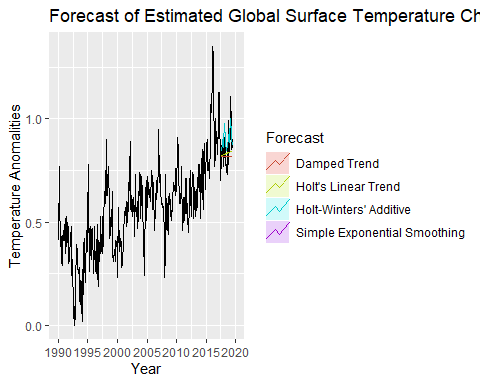 Forecast of Estimated Global Surface Temperature Ch
1.0
0.5
0.0
Temperature Anomalities
1990 1995 2000 2005 2010 2015 2020
Year
Forecast
Damped Trend
Holt's Linear Trend
Holt-Winters' Additive
Simple Exponential Smoothing